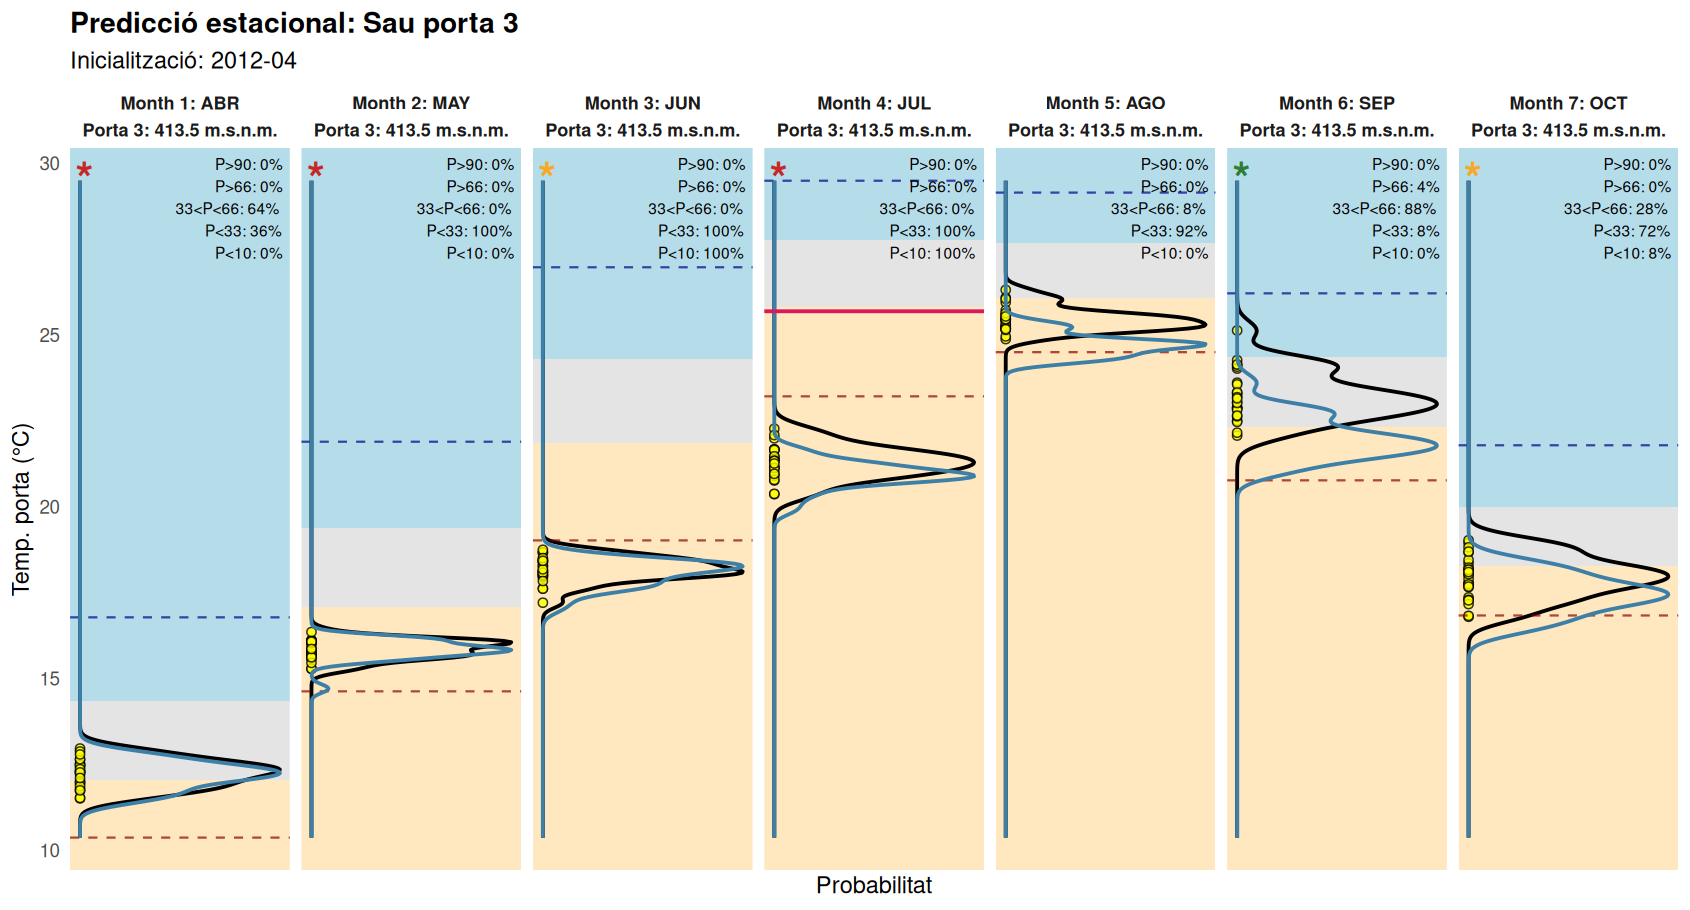 Predicció estacional: Sau porta 3
Inicialització: 2012-04
Month 1: ABR
Porta 3: 413.5 m.s.n.m.
Month 2: MAY
Porta 3: 413.5 m.s.n.m.
Month 3: JUN
Porta 3: 413.5 m.s.n.m.
Month 4: JUL
Porta 3: 413.5 m.s.n.m.
Month 5: AGO
Porta 3: 413.5 m.s.n.m.
Month 6: SEP
Porta 3: 413.5 m.s.n.m.
Month 7: OCT
Porta 3: 413.5 m.s.n.m.
Temp. porta (°C)
30
25
20
15
10
*
P>90: 0%
P>66: 0%
33<P<66: 64%
P<33: 36%
P<10: 0%
*
P>90: 0%
P>66: 0%
33<P<66: 0%
P<33: 100%
P<10: 0%
*
P>90: 0%
P>66: 0%
33<P<66: 0%
P<33: 100%
P<10: 100%
*
P>90: 0%
P>66: 0%
33<P<66: 0%
P<33: 100%
P<10: 100%
P>90: 0%
P>66: 0%
33<P<66: 8%
P<33: 92%
P<10: 0%
*
P>90: 0%
P>66: 4%
33<P<66: 88%
P<33: 8%
P<10: 0%
*
P>90: 0%
P>66: 0%
33<P<66: 28%
P<33: 72%
P<10: 8%
Probabilitat